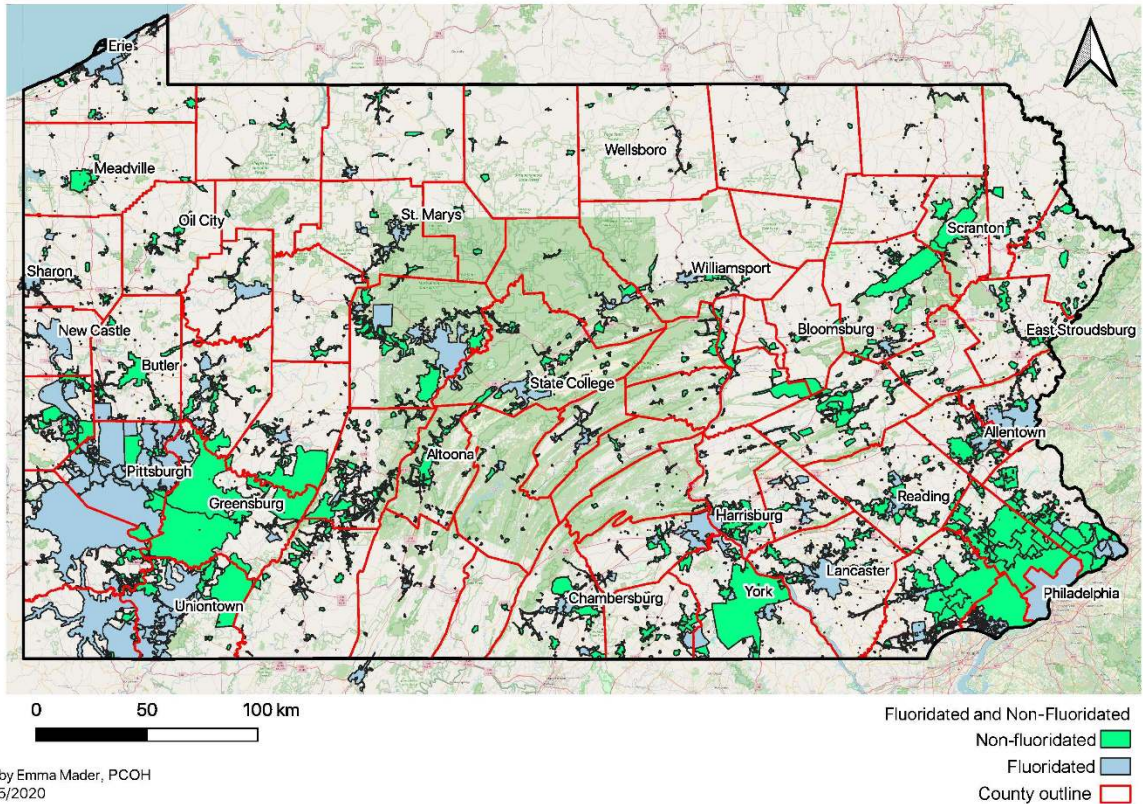 Erie
Meadville
Wellsboro
Oil City
St. Marys
Scranton
Sharon
Williamsport
New Castle
Bloomsburg
East Stroudsburg
Butler
State College
Allentown
Pittsburgh
Altoona
Greensburg
Reading
Harrisburg
Lancaster
Uniontown
Chambersburg
York
Philadelphia
0 50 100 km
Fluoridated and Non-Fluoridated
Non-fluoridated
Fluoridated
County outline
by Emma Mader, PCOH
5/2020